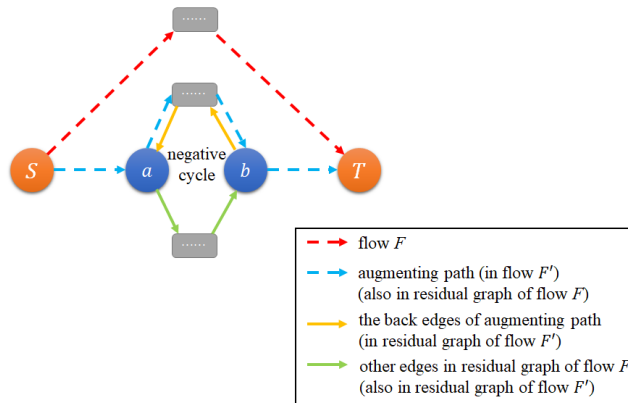 ......
......
S
a
negative
cycle
b
T
......
flow F
augmenting path (in flow F′)
(also in residual graph of flow F)
the back edges of augmenting path
(in residual graph of flow F′)
other edges in residual graph of flow F
(also in residual graph of flow F′)